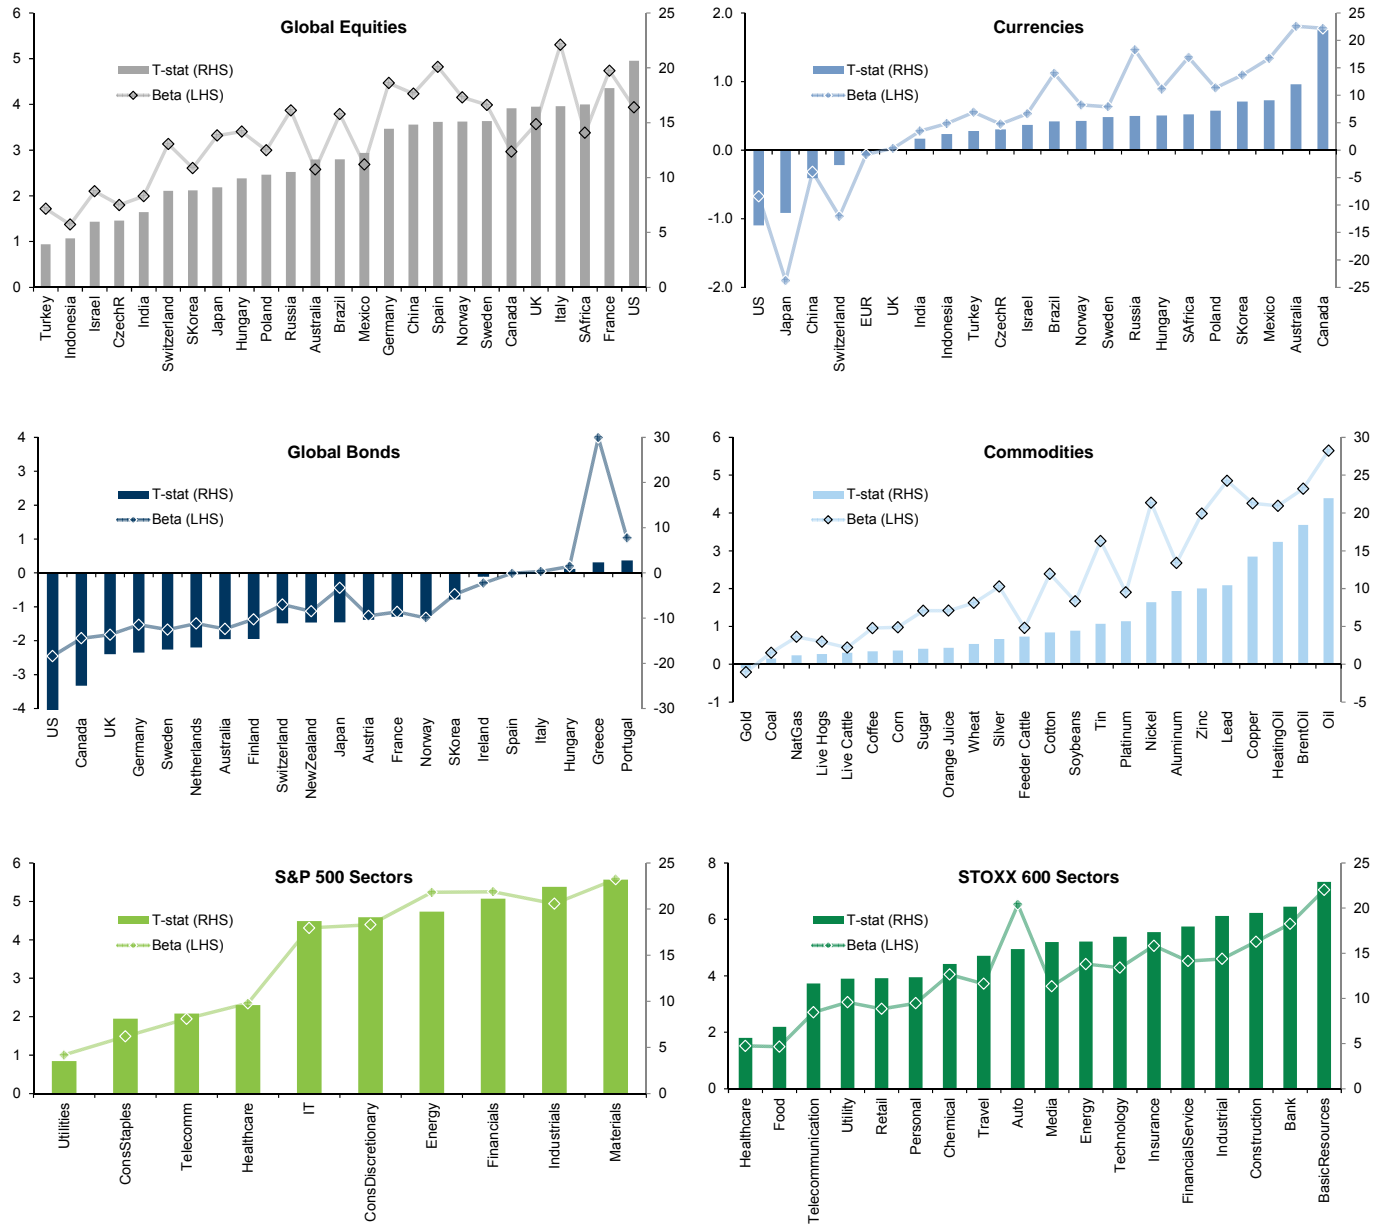 Global Equities
T-stat (RHS)
Beta (LHS)
6
5
4
3
2
1
0
25
20
15
10
5
0
Turkey
Indonesia
Israel
CzechR
India
Switzerland
SKorea
Japan
Hungary
Poland
Russia
Australia
Brazil
Mexico
Germany
China
Spain
Norway
Sweden
Canada
UK
Italy
SAfrica
France
US
Currencies
T-stat (RHS)
Beta (LHS)
2.0
1.0
0.0
-1.0
-2.0
25
20
15
10
5
0
-5
-10
-15
-20
-25
US
Japan
China
Switzerland
EUR
UK
India
Indonesia
Turkey
CzechR
Israel
Brazil
Norway
Sweden
Russia
Hungary
SAfrica
Poland
SKorea
Mexico
Australia
Canada
Global Bonds
T-stat (RHS)
Beta (LHS)
4
3
2
1
0
-1
-2
-3
-4
30
20
10
0
-10
-20
-30
US
Canada
UK
Germany
Sweden
Netherlands
Australia
Finland
Switzerland
NewZealand
Japan
Austria
France
Norway
SKorea
Ireland
Spain
Italy
Hungary
Greece
Portugal
Commodities
T-stat (RHS)
Beta (LHS)
6
5
4
3
2
1
0
-1
30
25
20
15
10
5
0
-5
Gold
Coal
NatGas
Live Hogs
Live Cattle
Coffee
Corn
Sugar
Orange Juice
Wheat
Silver
Feeder Cattle
Cotton
Soybeans
Tin
Platinum
Nickel
Aluminum
Zinc
Lead
Copper
HeatingOil
BrentOil
Oil
S&P 500 Sectors
T-stat (RHS)
Beta (LHS)
6
5
4
3
2
1
0
25
20
15
10
5
0
Utilities
ConsStaples
Telecomm
Healthcare
IT
ConsDiscretionary
Energy
Financials
Industrials
Materials
STOXX 600 Sectors
T-stat (RHS)
Beta (LHS)
8
6
4
2
0
25
20
15
10
5
0
Healthcare
Food
Telecommunication
Utility
Retail
Personal
Chemical
Travel
Auto
Media
Energy
Technology
Insurance
FinancialService
Industrial
Construction
Bank
BasicResources